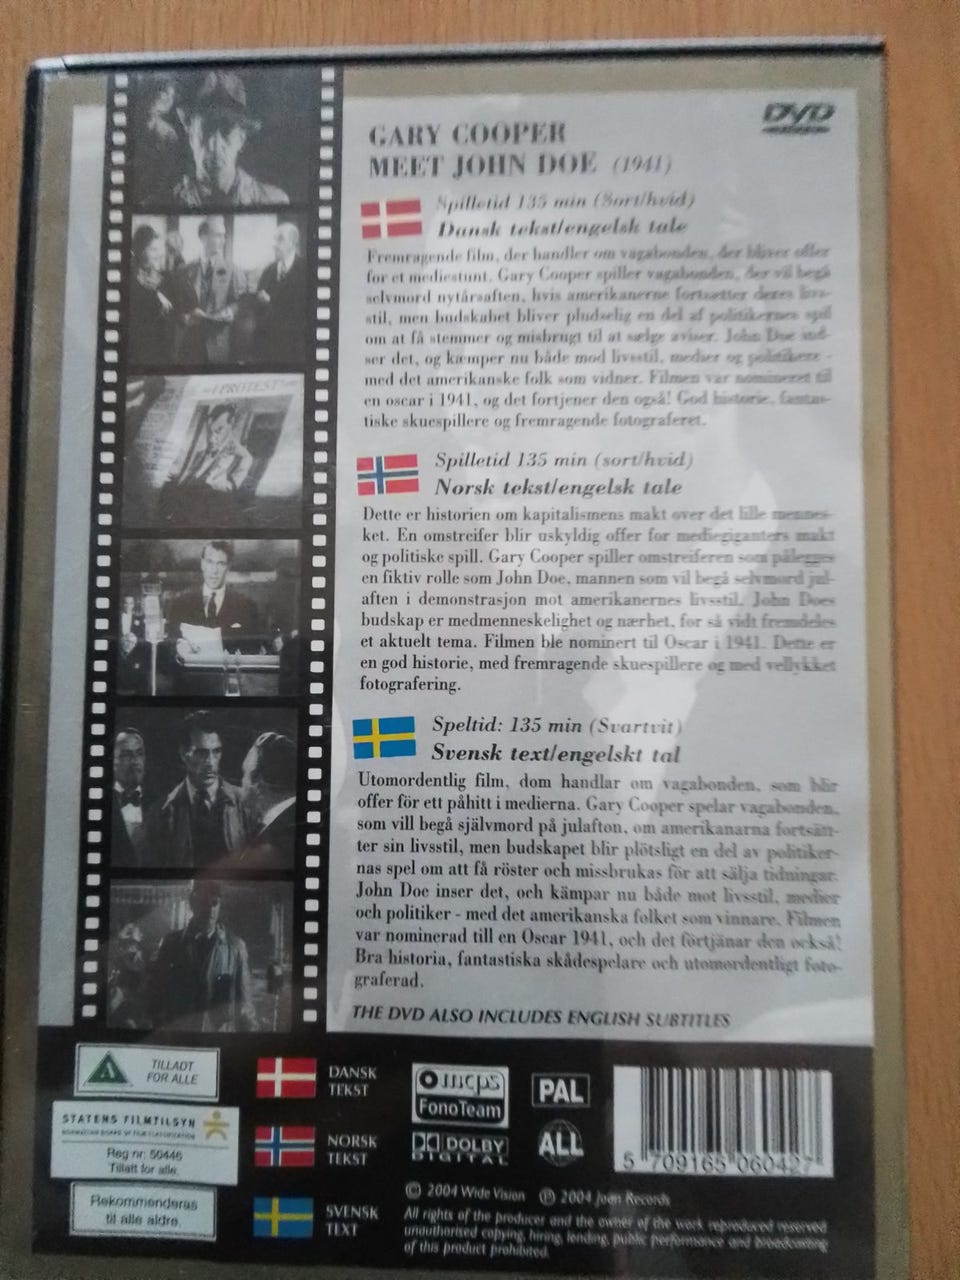 DVD
GARY COOPER
MEET JOHN DOE (1941)
Spilletid 135 min (Sort/hvid)
Dansk tekst/engelsk tale
Fremragende film, der handler om vagabonden, der bliver offer
for et mediestunt. Gary Cooper spiller vagabonden, der vil begå
selvmord nytårsaften, hvis amerikanerne fortsætter deres livs-
stil, men budskabet bliver pludselig en del af politikernes spil
om at få stemmer og misbrugt til at sælge aviser. John Doe ind-
ser det, og kæmper nu både mod livsstil, medier og politikere -
med det amerikanske folk som vidner. Filmen var nomineret til
en oscar i 1941, og det fortjener den også! God historie, fantas-
tiske skuespillere og fremragende fotograferet.
Spilletid 135 min (sort/hvid)
Norsk tekst/engelsk tale
Dette er historien om kapitalismens makt over det lille mennes-
ket. En omstreifer blir uskyldig offer for mediegiganters makt
og politiske spill. Gary Cooper spiller omstreiferen som pålegges
en fiktiv rolle som John Doe, mannen som vil begå selvmord jul-
aften i demonstrasjon mot amerikanernes livsstil. John Does
budskap er medmenneskelighet og nærhet, for så vidt fremdeles
et aktuelt tema. Filmen ble nominert til Oscar i 1941. Dette er
en god historie, med fremragende skuespillere og med vellykket
fotografering.
Speltid: 135 min (Svartvit)
Svensk text/engelskt tal
Utomordentlig film, dom handlar om vagabonden, som blir
offer för ett påhitt i medierna. Gary Cooper spelar vagabonden,
som vill begå självmord på julafton, om amerikanarna fortsät-
ter sin livsstil, men budskapet blir plötsligt en del av politiker-
nas spel om att få röster och missbrukas för att sälja tidningar.
John Doe inser det, och kämpar nu både mot livsstil, medier
och politiker - med det amerikanska folket som vinnare. Filmen
var nominerad till en Oscar 1941, och det förtjänar den också!
Bra historia, fantastiska skådespelare och utomordentligt foto-
graferad.
THE DVD ALSO INCLUDES ENGLISH SUBTITLES
I PROTEST
A
TILLADT
FOR ALLE
STATENS FILMTILSYN
NORWEGIAN BOARD OF FILM CLASSIFICATION
Reg nr: 50446
Tillatt for alle.
Rekommenderas
til alle aldre.
DANSK
TEKST
NORSK
TEKST
SVENSK
TEXT
mcps
FonoTeam
DOLBY
DIGITAL
PAL
ALL
5 709165 060427
© 2004 Wide Vision ℗ 2004 Joen Records
All rights of the producer and the owner of the work reproduced reserved
unauthorised copying, hiring, lending, public performance and broadcasting
of this product prohibited.